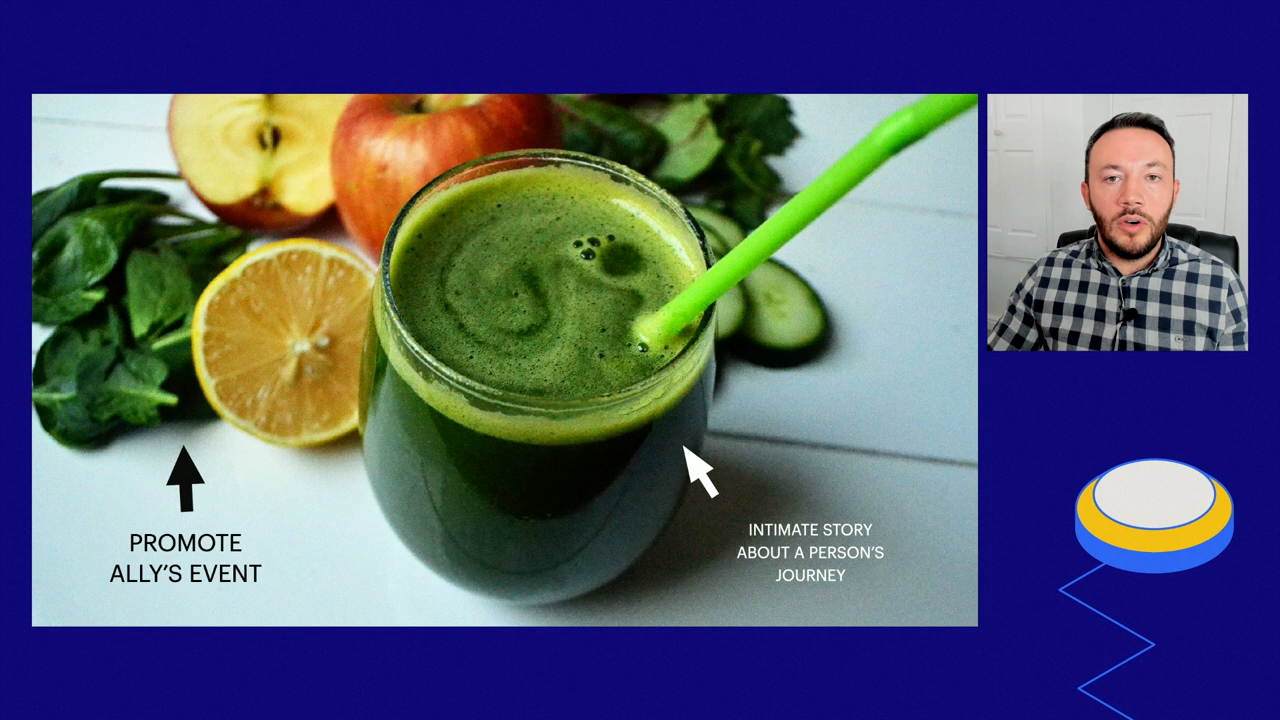 PROMOTE
ALLY'S EVENT
INTIMATE STORY
ABOUT A PERSON'S
JOURNEY